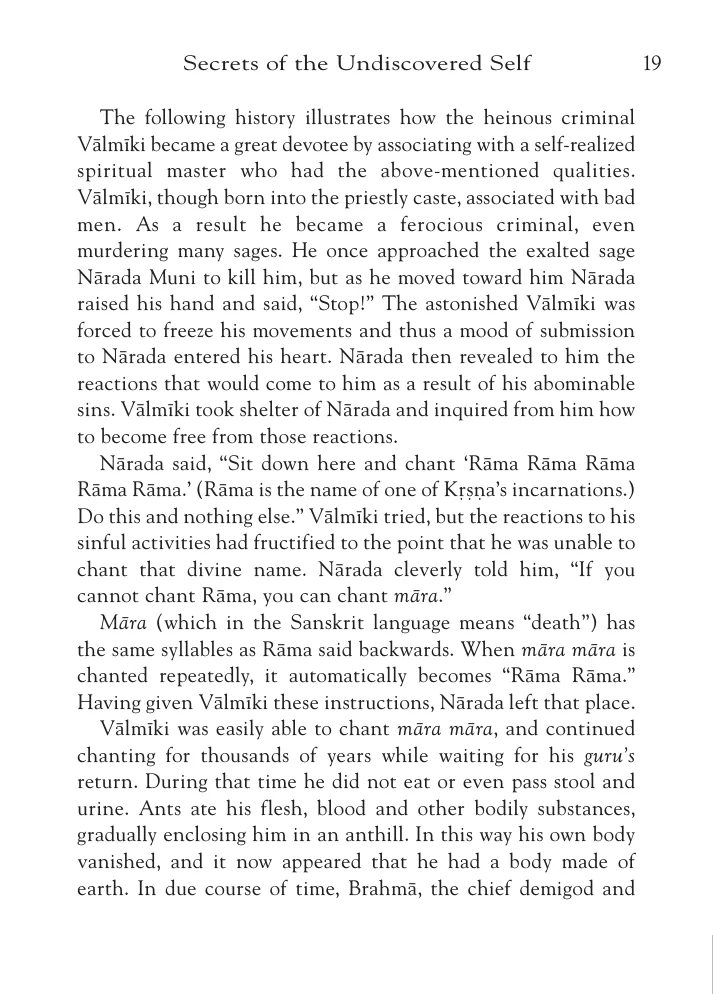 Secrets of the Undiscovered Self 19
The following history illustrates how the heinous criminal
Vālmīki became a great devotee by associating with a self-realized
spiritual master who had the above-mentioned qualities.
Vālmīki, though born into the priestly caste, associated with bad
men. As a result he became a ferocious criminal, even
murdering many sages. He once approached the exalted sage
Nārada Muni to kill him, but as he moved toward him Nārada
raised his hand and said, “Stop!” The astonished Vālmīki was
forced to freeze his movements and thus a mood of submission
to Nārada entered his heart. Nārada then revealed to him the
reactions that would come to him as a result of his abominable
sins. Vālmīki took shelter of Nārada and inquired from him how
to become free from those reactions.
Nārada said, “Sit down here and chant ‘Rāma Rāma Rāma
Rāma Rāma.’ (Rāma is the name of one of Kṛṣṇa’s incarnations.)
Do this and nothing else.” Vālmīki tried, but the reactions to his
sinful activities had fructified to the point that he was unable to
chant that divine name. Nārada cleverly told him, “If you
cannot chant Rāma, you can chant māra.”
Māra (which in the Sanskrit language means “death”) has
the same syllables as Rāma said backwards. When māra māra is
chanted repeatedly, it automatically becomes “Rāma Rāma.”
Having given Vālmīki these instructions, Nārada left that place.
Vālmīki was easily able to chant māra māra, and continued
chanting for thousands of years while waiting for his guru’s
return. During that time he did not eat or even pass stool and
urine. Ants ate his flesh, blood and other bodily substances,
gradually enclosing him in an anthill. In this way his own body
vanished, and it now appeared that he had a body made of
earth. In due course of time, Brahmā, the chief demigod and